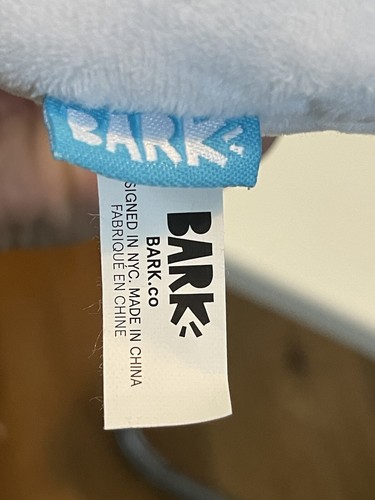 BARK
BARK
BARK.co
SIGNED IN NYC. MADE IN CHINA
FABRIQUÉ EN CHINE